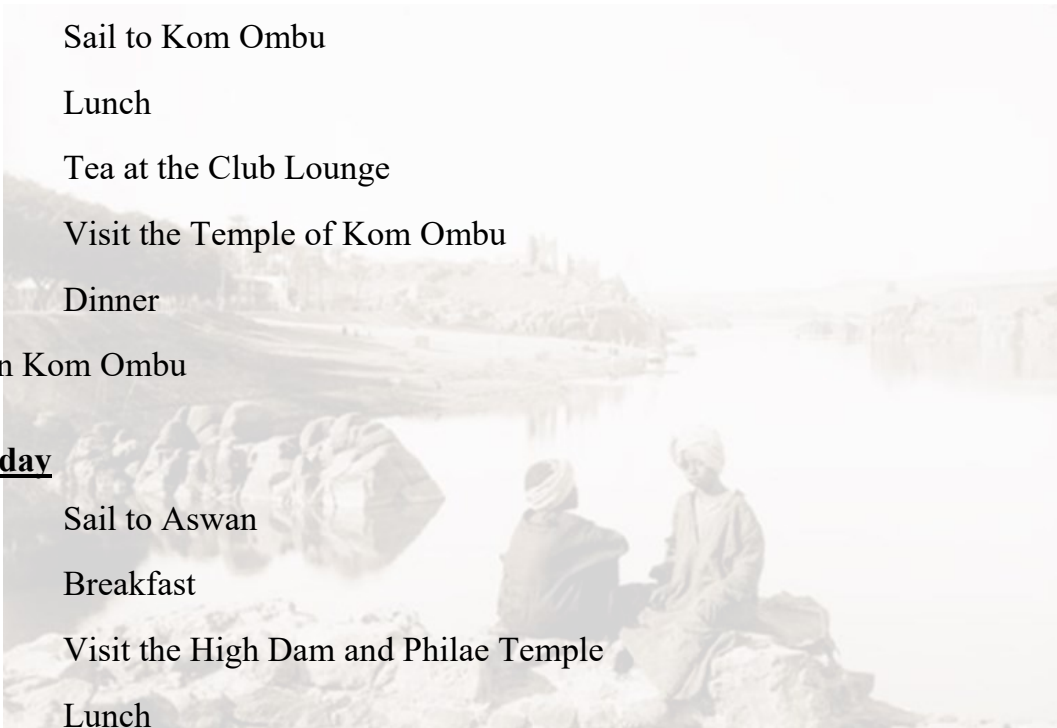 Sail to Kom Ombu
Lunch
Tea at the Club Lounge
Visit the Temple of Kom Ombu
Dinner
n Kom Ombu
day
Sail to Aswan
Breakfast
Visit the High Dam and Philae Temple
Lunch